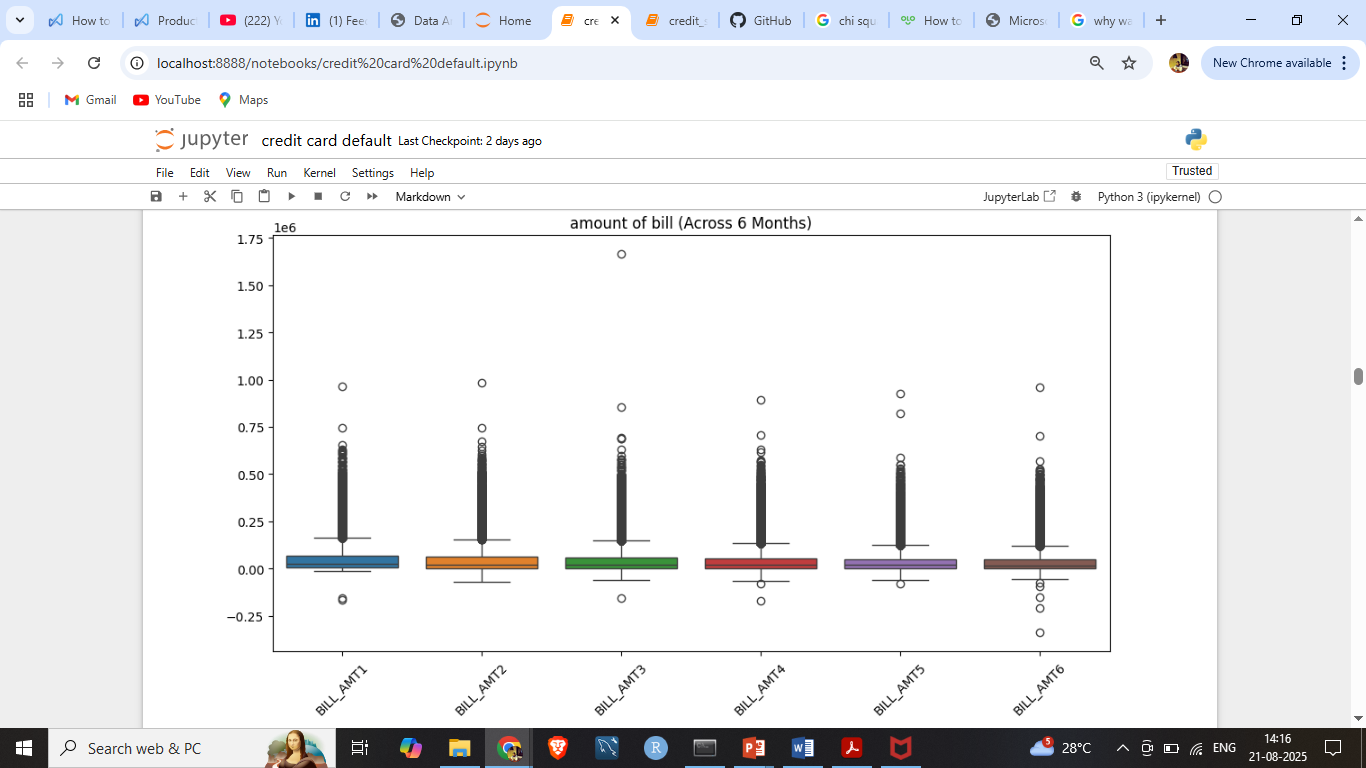 How to
Product
(222) Y
(1) Fee
Data A
Home
cre
credit_
GitHub
chi squ
How to
Micros
why wa
localhost:8888/notebooks/credit%20card%20default.ipynb
New Chrome available
Gmail
YouTube
Maps
jupyter credit card default Last Checkpoint: 2 days ago
File Edit View Run Kernel Settings Help
Trusted
Markdown
JupyterLab
Python 3 (ipykernel)
amount of bill (Across 6 Months)
1e6
1.75
1.50
1.25
1.00
0.75
0.50
0.25
0.00
−0.25
BILL_AMT1
BILL_AMT2
BILL_AMT3
BILL_AMT4
BILL_AMT5
BILL_AMT6
Search web & PC
5
28°C
ENG
14:16
21-08-2025